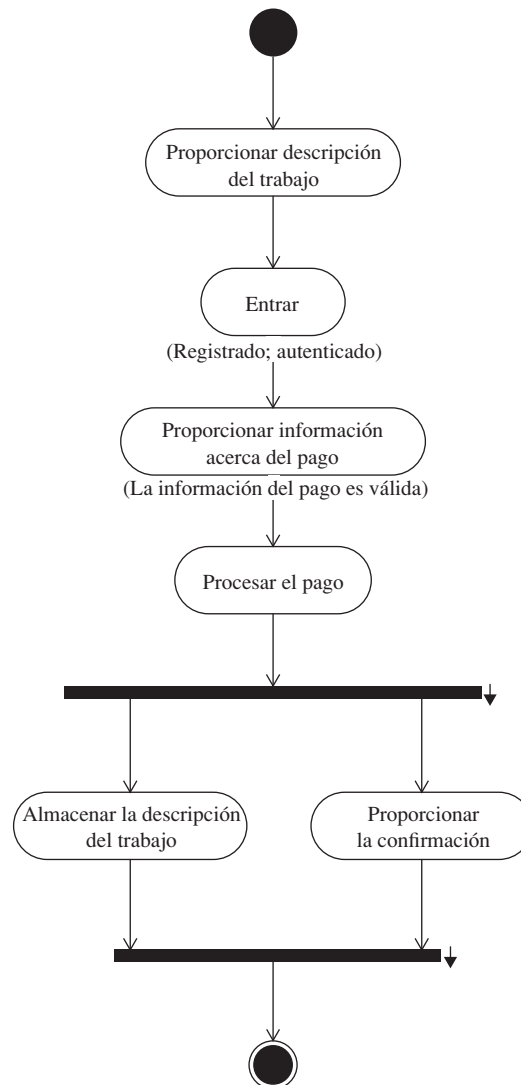 Proporcionar descripción
del trabajo
Entrar
(Registrado; autenticado)
Proporcionar información
acerca del pago
(La información del pago es válida)
Procesar el pago
Almacenar la descripción
del trabajo
Proporcionar
la confirmación